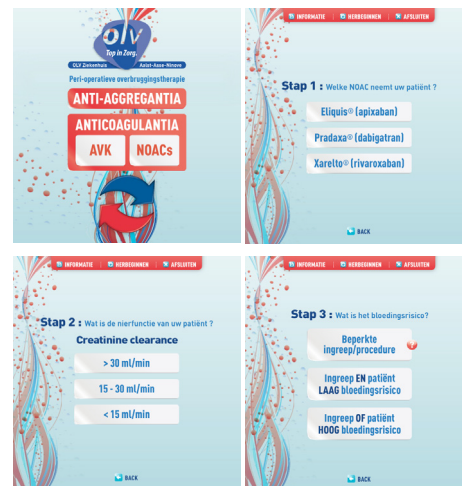 olv
Top in Zorg.
OLV Ziekenhuis Aalst-Asse-Ninove
Peri-operatieve overbruggingstherapie
ANTI-AGGREGANTIA
ANTICOAGULANTIA
AVK NOACs
INFORMATIE HERBEGINNEN AFSLUITEN
Stap 1 : Welke NOAC neemt uw patiënt ?
Eliquis® (apixaban)
Pradaxa® (dabigatran)
Xarelto® (rivaroxaban)
BACK
INFORMATIE HERBEGINNEN AFSLUITEN
Stap 2 : Wat is de nierfunctie van uw patiënt ?
Creatinine clearance
> 30 ml/min
15 - 30 ml/min
< 15 ml/min
BACK
INFORMATIE HERBEGINNEN AFSLUITEN
Stap 3 : Wat is het bloedingsrisico?
Beperkte
ingreep/procedure
!
Ingreep EN patiënt
LAAG bloedingsrisico
Ingreep OF patiënt
HOOG bloedingsrisico
BACK